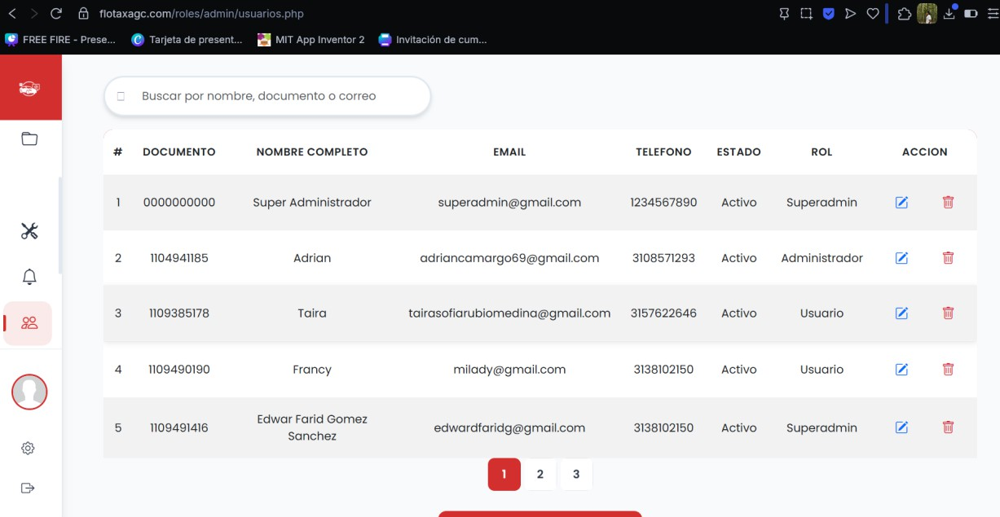 flotaxagc.com/roles/admin/usuarios.php
FREE FIRE - Prese... Tarjeta de present... MIT App Inventor 2 Invitación de cum...
Buscar por nombre, documento o correo
# DOCUMENTO NOMBRE COMPLETO EMAIL TELEFONO ESTADO ROL ACCION
1 0000000000 Super Administrador superadmin@gmail.com 1234567890 Activo Superadmin
2 1104941185 Adrian adriancamargo69@gmail.com 3108571293 Activo Administrador
3 1109385178 Taira tairasofiarubiomedina@gmail.com 3157622646 Activo Usuario
4 1109490190 Francy milady@gmail.com 3138102150 Activo Usuario
5 1109491416 Edwar Farid Gomez Sanchez edwardfaridg@gmail.com 3138102150 Activo Superadmin
1 2 3